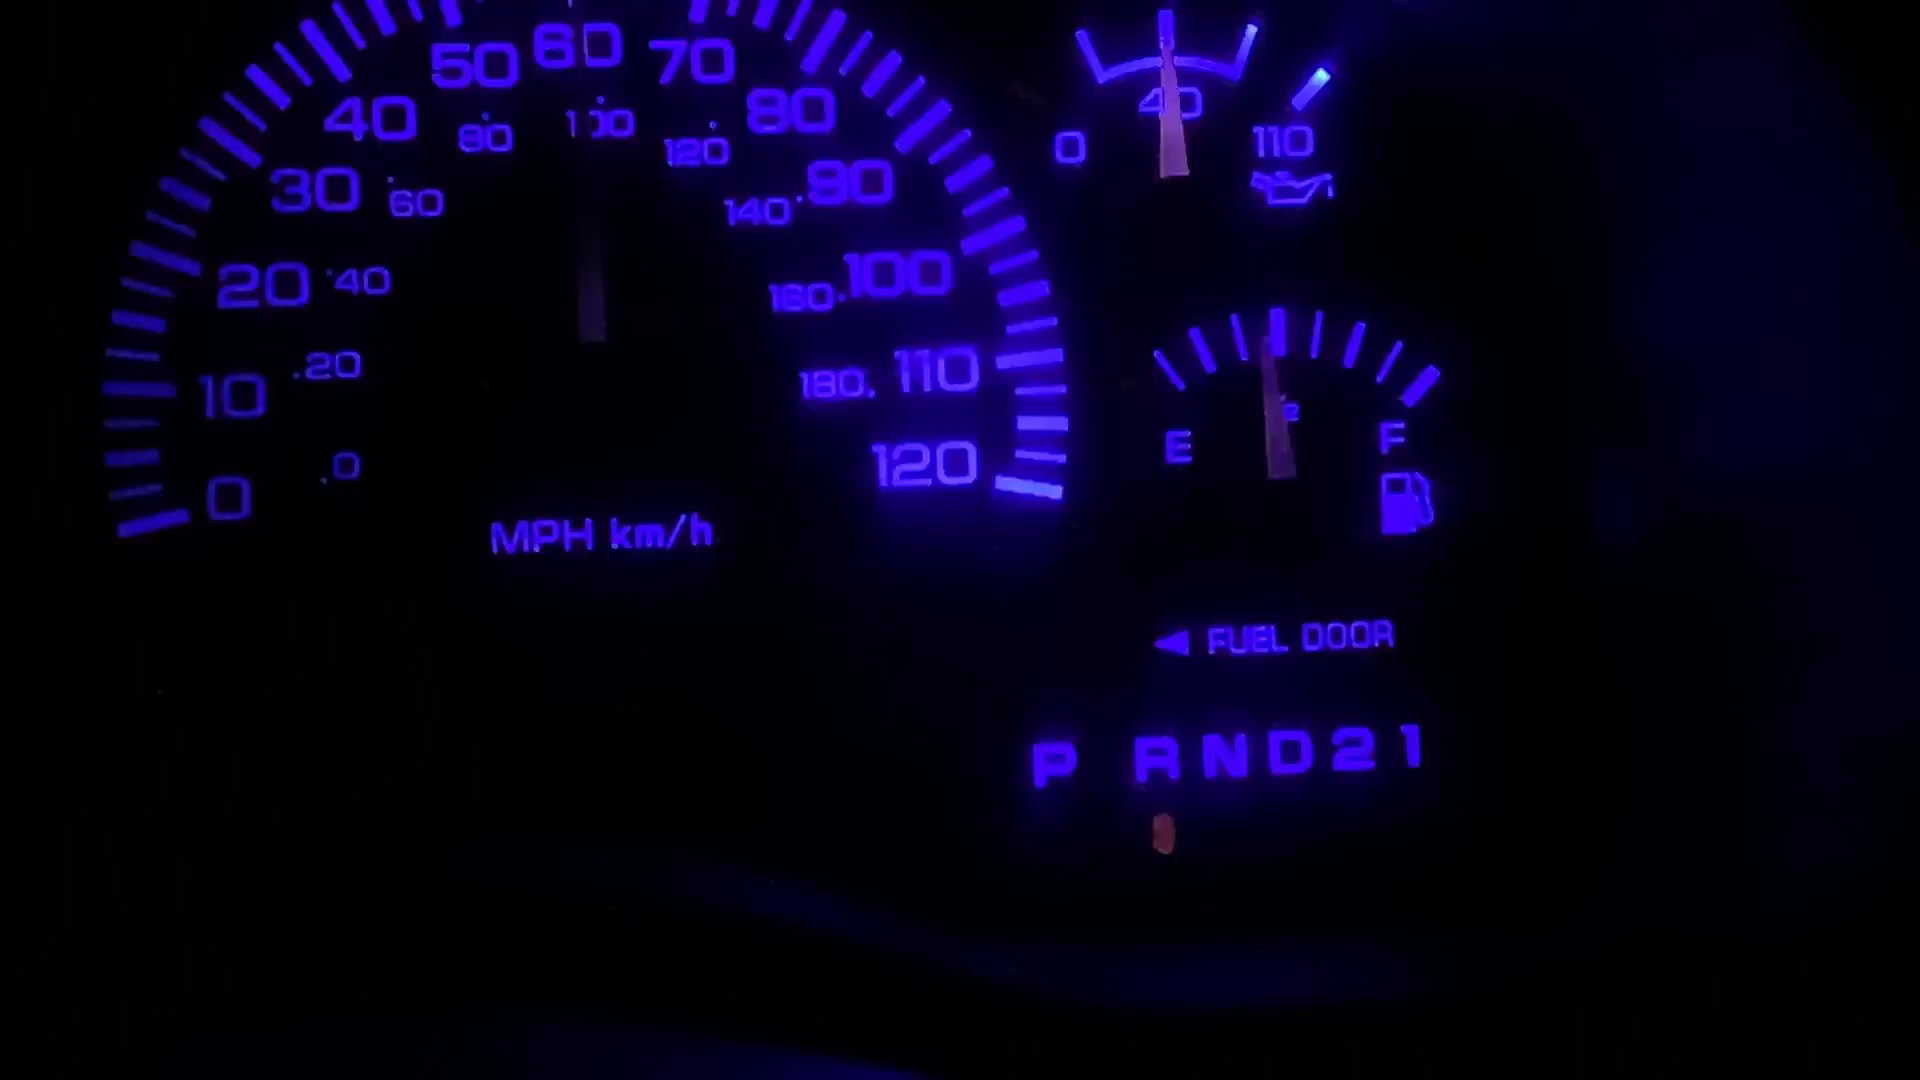 50 60 70
40 80
80 100 120
30 60 140 90
20 40 160 100
10 20 180 110
0 0 120
MPH km/h
0 40 110
E F
FUEL DOOR
P R N D 2 1